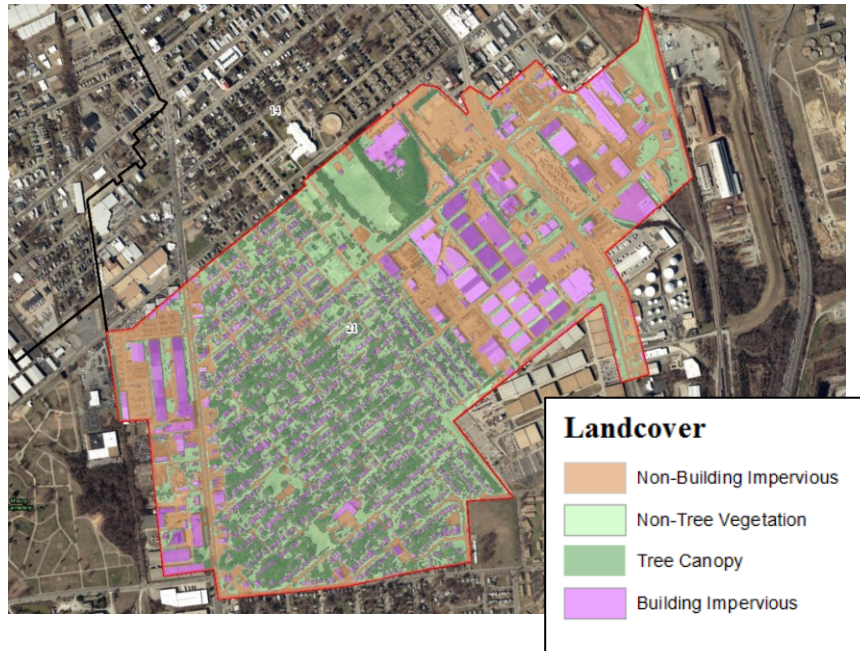 14
21
Landcover
Non-Building Impervious
Non-Tree Vegetation
Tree Canopy
Building Impervious